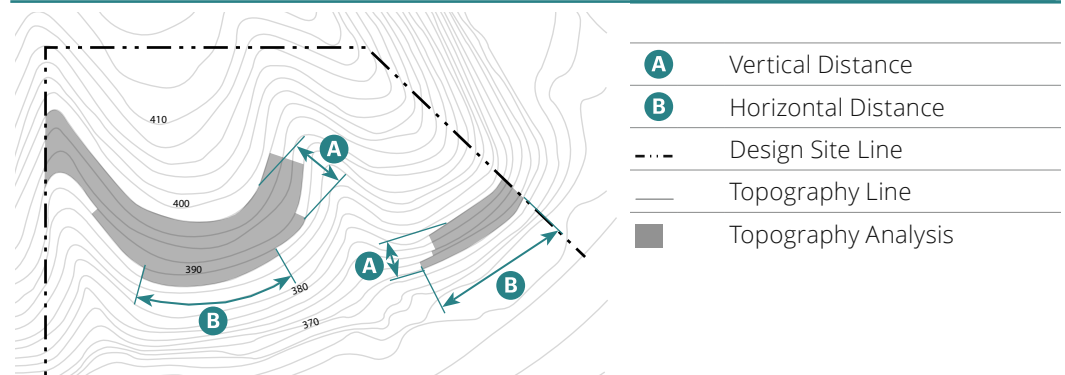 410
A
400
390
A
B
380
B
370
A Vertical Distance
B Horizontal Distance
Design Site Line
Topography Line
Topography Analysis